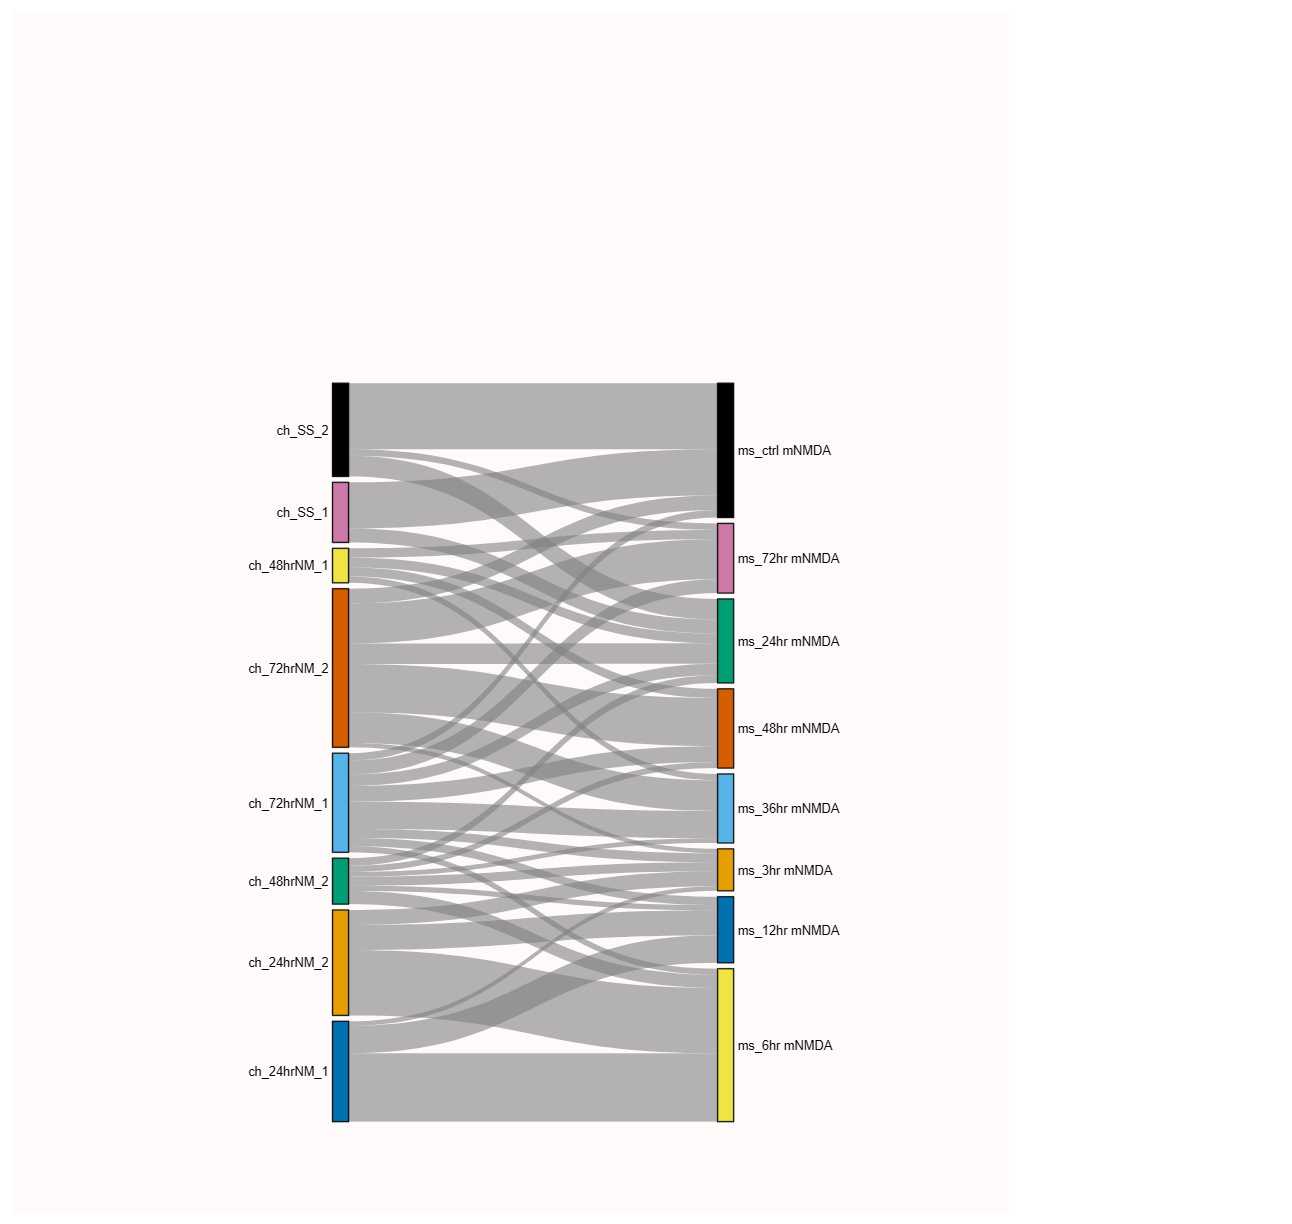 ch_SS_2
ch_SS_1
ch_48hrNM_1
ch_72hrNM_2
ch_72hrNM_1
ch_48hrNM_2
ch_24hrNM_2
ch_24hrNM_1
ms_ctrl mNMDA
ms_72hr mNMDA
ms_24hr mNMDA
ms_48hr mNMDA
ms_36hr mNMDA
ms_3hr mNMDA
ms_12hr mNMDA
ms_6hr mNMDA